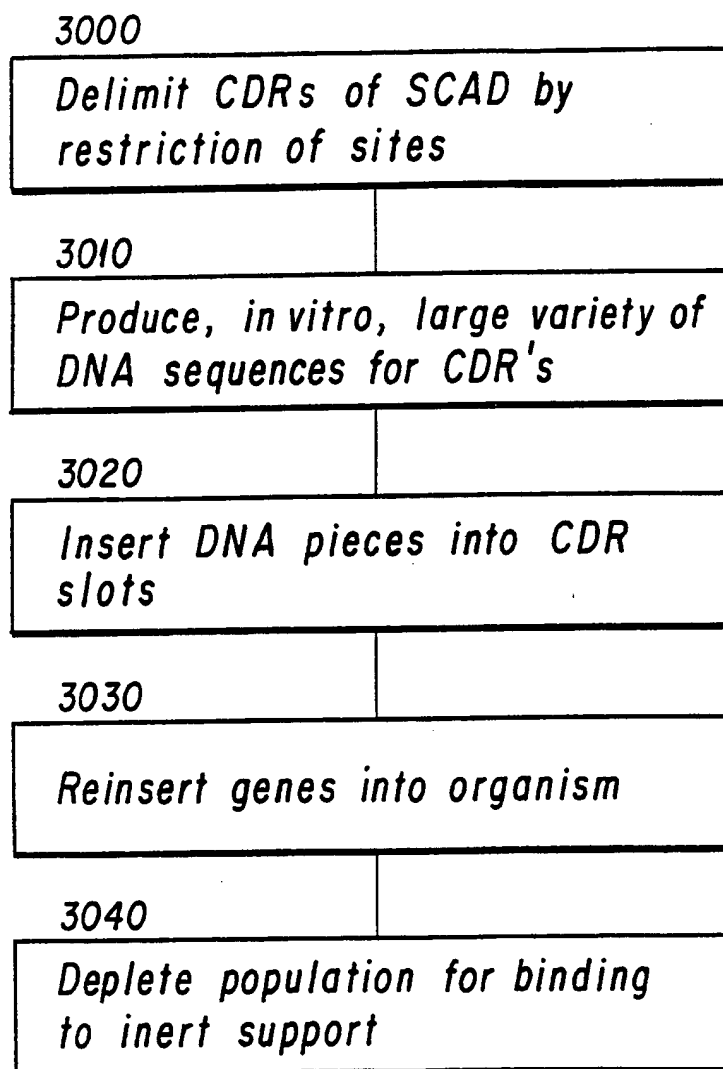 3000
Delimit CDRs of SCAD by
restriction of sites
3010
Produce, in vitro, large variety of
DNA sequences for CDR's
3020
Insert DNA pieces into CDR
slots
3030
Reinsert genes into organism
3040
Deplete population for binding
to inert support